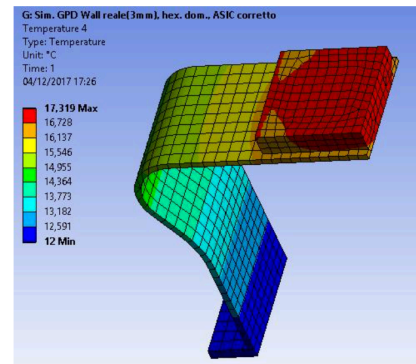 G: Sim. GPD Wall reale(3mm), hex. dom., ASIC corretto
Temperature 4
Type: Temperature
Unit: °C
Time: 1
04/12/2017 17:26
17,319 Max
16,728
16,137
15,546
14,955
14,364
13,773
13,182
12,591
12 Min